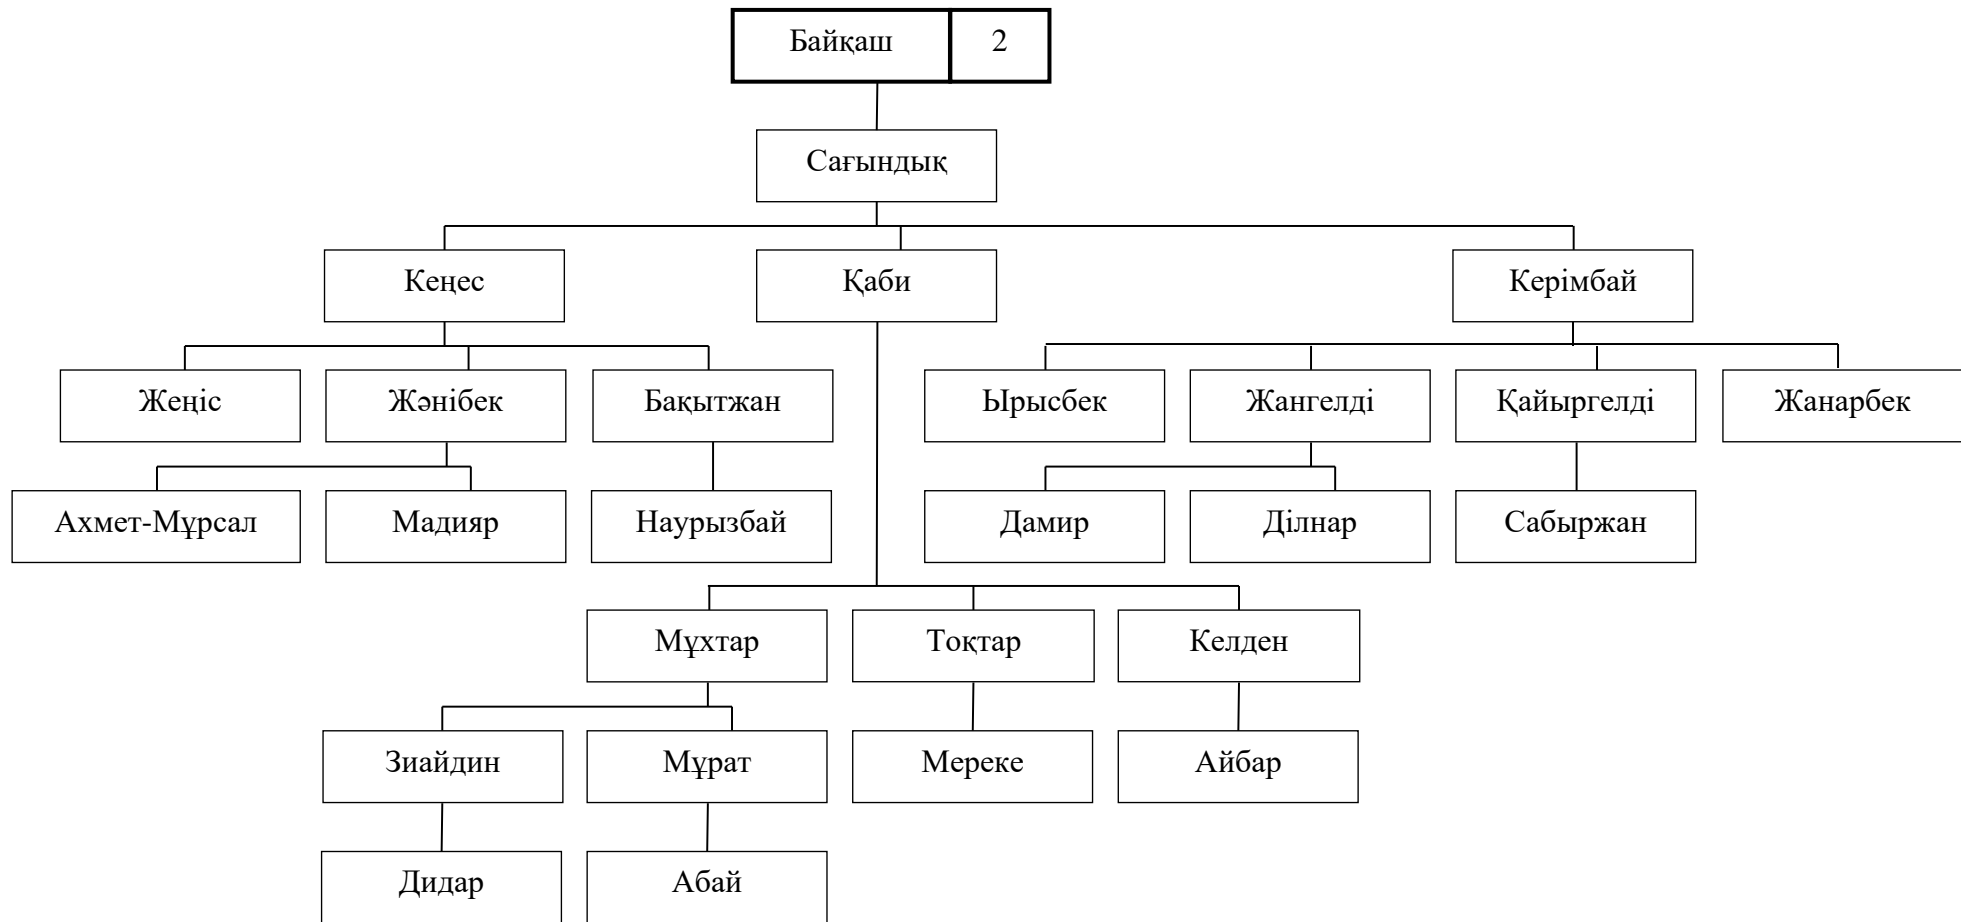 Байқаш 2
Сағындық
Кеңес Қаби Керімбай
Жеңіс Жәнібек Бақытжан Ырысбек Жангелді Қайыргелді Жанарбек
Ахмет-Мұрсал Мадияр Наурызбай Дамир Ділнар Сабыржан
Мұхтар Тоқтар Келден
Зиайдин Мұрат Мереке Айбар
Дидар Абай